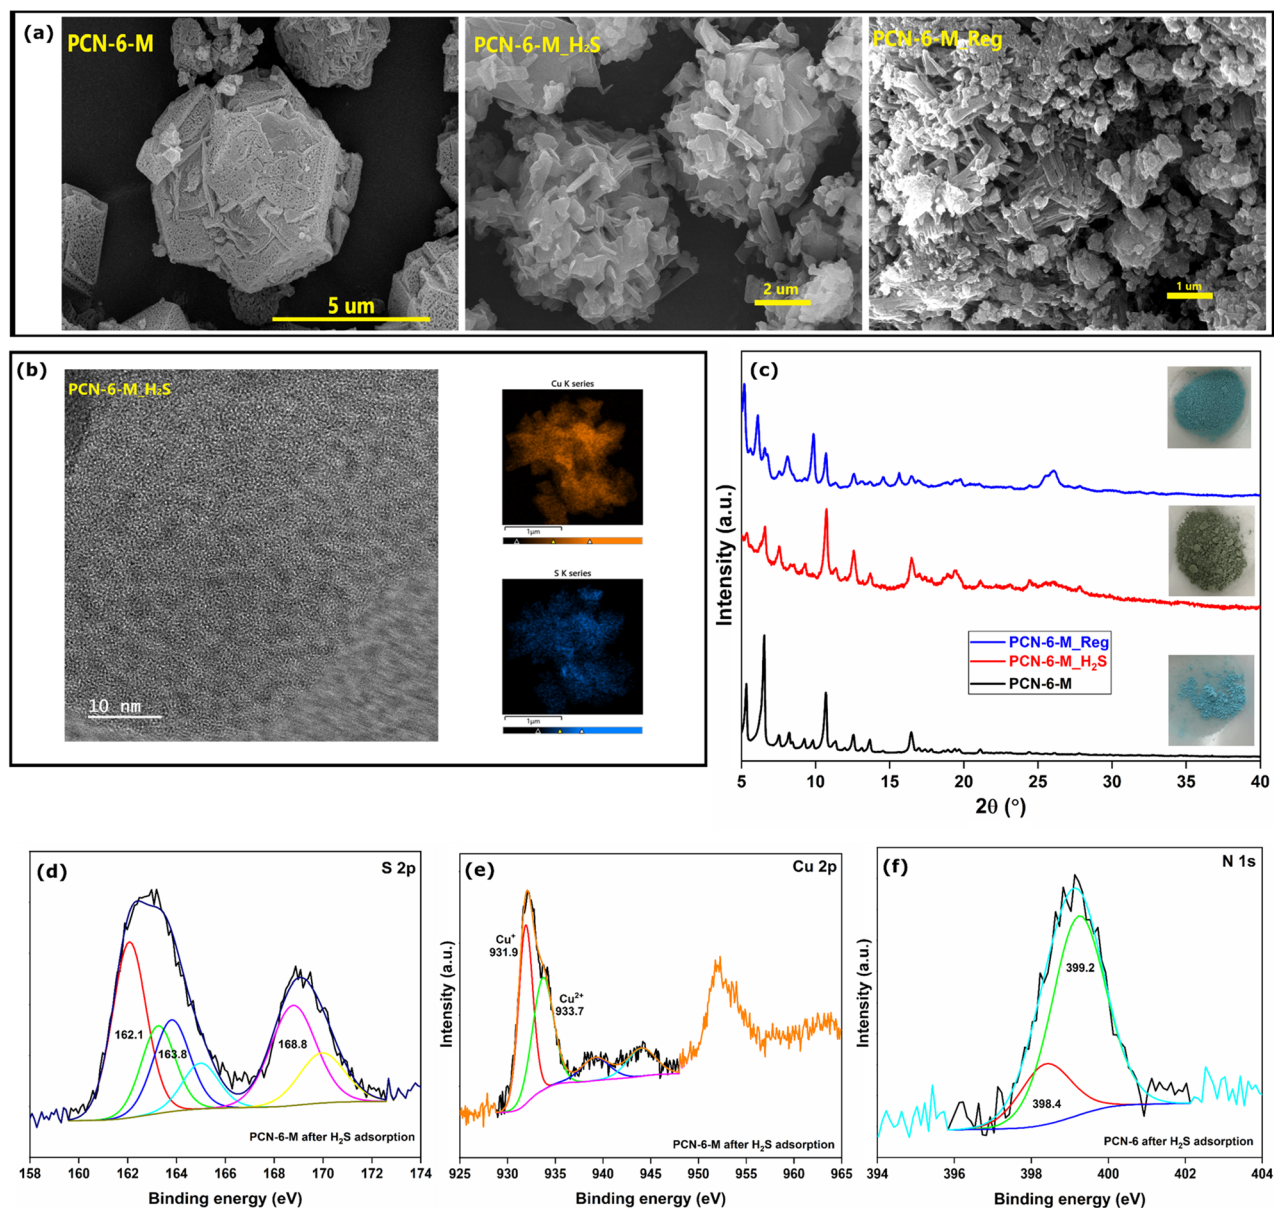 (a)
PCN-6-M
5 um
PCN-6-M_H₂S
2 um
PCN-6-M_Reg
1 um
(b)
PCN-6-M_H₂S
10 nm
Cu K series
1μm
S K series
1μm
(c)
Intensity (a.u.)
PCN-6-M_Reg
PCN-6-M_H₂S
PCN-6-M
5 10 15 20 25 30 35 40
2θ (°)
(d)
S 2p
162.1
163.8
168.8
PCN-6-M after H₂S adsorption
158 160 162 164 166 168 170 172 174
Binding energy (eV)
Intensity (a.u.)
(e)
Cu 2p
Cu⁺
931.9
Cu²⁺
933.7
PCN-6-M after H₂S adsorption
925 930 935 940 945 950 955 960 965
Binding energy (eV)
Intensity (a.u.)
(f)
N 1s
399.2
398.4
PCN-6 after H₂S adsorption
394 396 398 400 402 404
Binding energy (eV)
Intensity (a.u.)